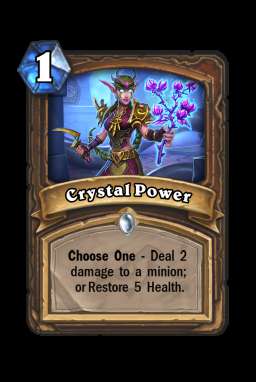 1
Crystal Power
Choose One - Deal 2
damage to a minion;
or Restore 5 Health.